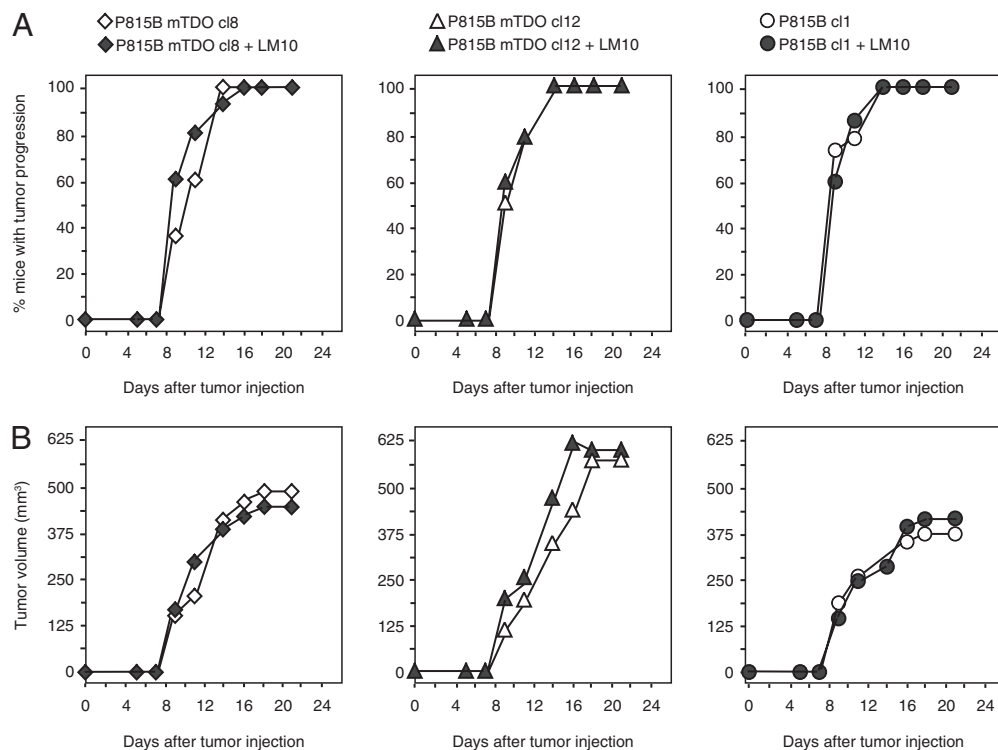 A
P815B mTDO cl8
P815B mTDO cl8 + LM10
P815B mTDO cl12
P815B mTDO cl12 + LM10
P815B cl1
P815B cl1 + LM10
% mice with tumor progression
100
80
60
40
20
0
0 4 8 12 16 20 24
Days after tumor injection
100
80
60
40
20
0
0 4 8 12 16 20 24
Days after tumor injection
100
80
60
40
20
0
0 4 8 12 16 20 24
Days after tumor injection
B
Tumor volume (mm³)
625
500
375
250
125
0
0 4 8 12 16 20 24
Days after tumor injection
625
500
375
250
125
0
0 4 8 12 16 20 24
Days after tumor injection
625
500
375
250
125
0
0 4 8 12 16 20 24
Days after tumor injection